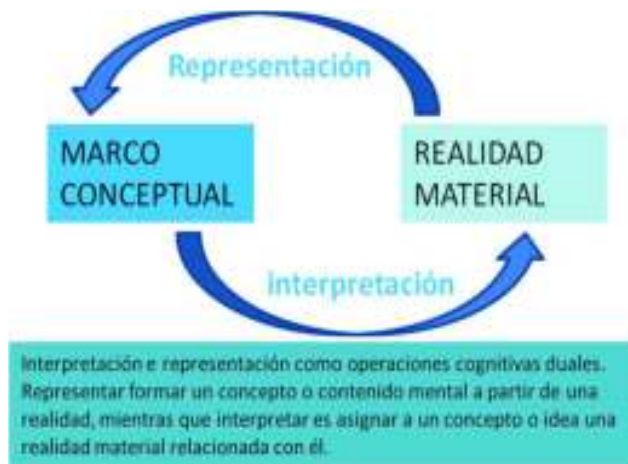 Representación
MARCO
CONCEPTUAL
REALIDAD
MATERIAL
Interpretación
Interpretación e representación como operaciones cognitivas duales.
Representar formar un concepto o contenido mental a partir de una
realidad, mientras que interpretar es asignar a un concepto o idea una
realidad material relacionada con él.